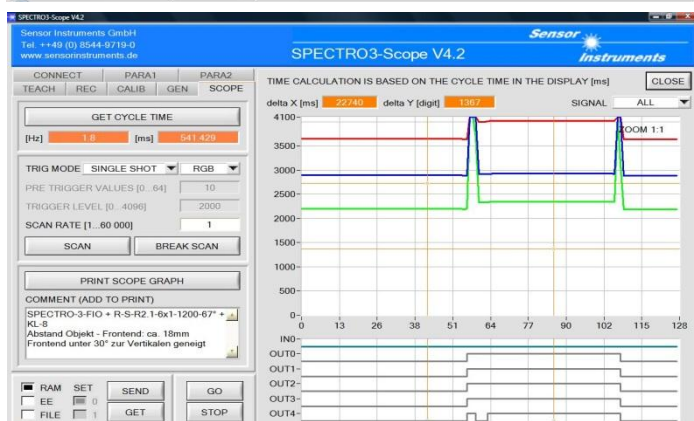 SPECTRO3-Scope V4.2
Sensor Instruments GmbH
Tel. ++49 (0) 8544-9719-0
www.sensorinstruments.de
SPECTRO3-Scope V4.2
Sensor
Instruments
CONNECT PARA1 PARA2
TEACH REC CALIB GEN SCOPE
GET CYCLE TIME
[Hz] 1.8 [ms] 541.429
TRIG MODE SINGLE SHOT RGB
PRE TRIGGER VALUES [0...64] 10
TRIGGER LEVEL [0...4096] 2000
SCAN RATE [1...60 000] 1
SCAN BREAK SCAN
PRINT SCOPE GRAPH
COMMENT (ADD TO PRINT)
SPECTRO-3-FIO + R-S-R2.1-6x1-1200-67° +
KL-8
Abstand Objekt - Frontend: ca. 18mm
Frontend unter 30° zur Vertikalen geneigt
RAM SET SEND GO
EE 0
FILE 1 GET STOP
TIME CALCULATION IS BASED ON THE CYCLE TIME IN THE DISPLAY [ms] CLOSE
delta X [ms] 22740 delta Y [digit] 1367 SIGNAL ALL
ZOOM 1:1
4100
3500
3000
2500
2000
1500
1000
500
0
0 13 26 38 51 64 77 90 102 115 128
IN0
OUT0
OUT1
OUT2
OUT3
OUT4